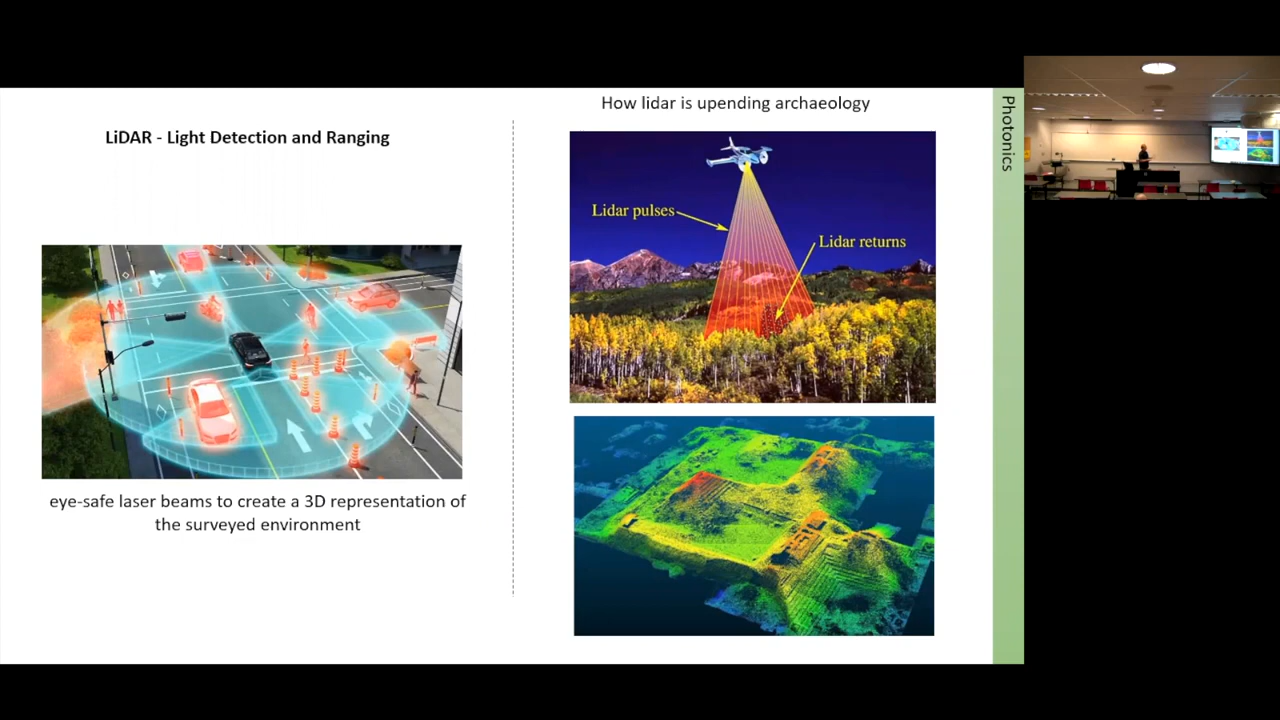 LiDAR - Light Detection and Ranging
eye-safe laser beams to create a 3D representation of
the surveyed environment
How lidar is upending archaeology
Lidar pulses
Lidar returns
Photonics